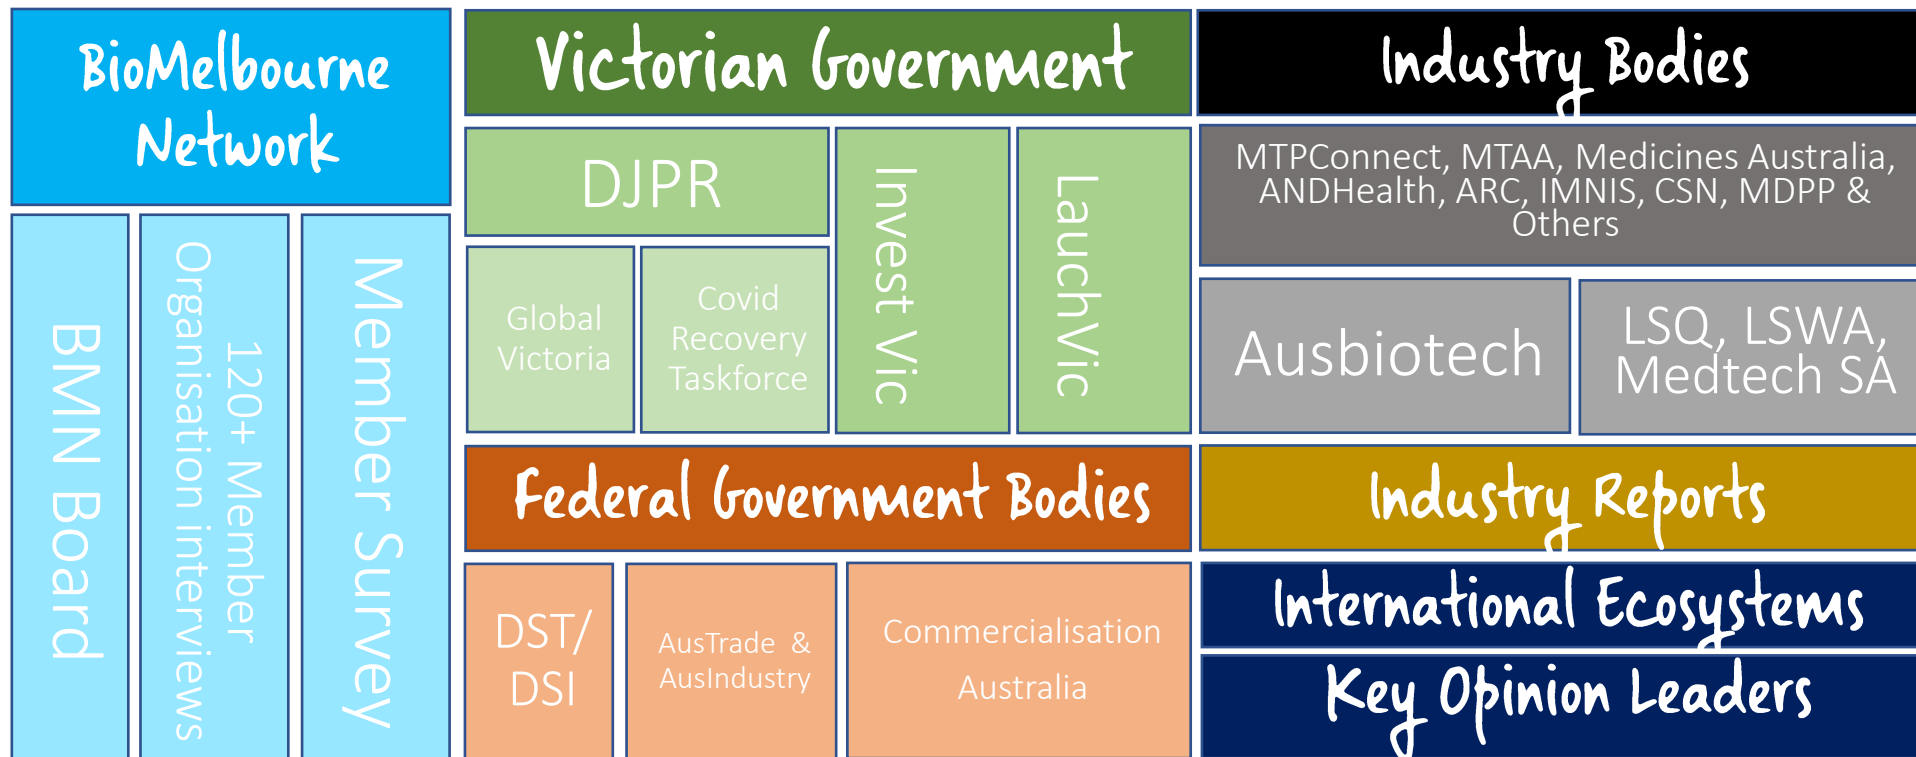 BioMelbourne
Network
BMN Board
120+ Member
Organisation interviews
Member Survey
Victorian Government
DJPR
Global
Victoria
Covid
Recovery
Taskforce
Invest Vic
LauchVic
Federal Government Bodies
DST/
DSI
AusTrade &
AusIndustry
Commercialisation
Australia
Industry Bodies
MTPConnect, MTAA, Medicines Australia,
ANDHealth, ARC, IMNIS, CSN, MDPP &
Others
Ausbiotech
LSQ, LSWA,
Medtech SA
Industry Reports
International Ecosystems
Key Opinion Leaders